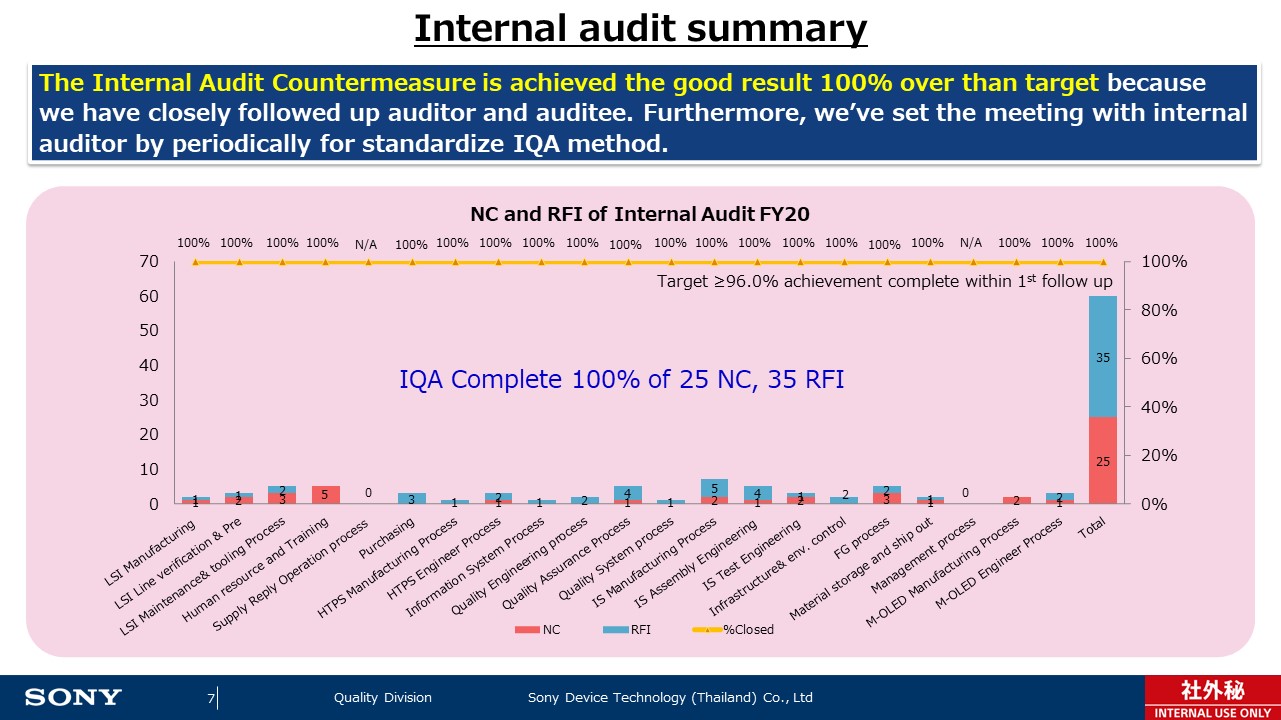 Internal audit summary
The Internal Audit Countermeasure is achieved the good result 100% over than target because
we have closely followed up auditor and auditee. Furthermore, we’ve set the meeting with internal
auditor by periodically for standardize IQA method.
NC and RFI of Internal Audit FY20
100% 100% 100% 100% N/A 100% 100% 100% 100% 100% 100% 100% 100% 100% 100% 100% 100% 100% N/A 100% 100% 100%
70 100%
Target ≥96.0% achievement complete within 1st follow up
60 80%
50
40 60%
35
IQA Complete 100% of 25 NC, 35 RFI
30 40%
20 20%
25
10
0 0%
1 1 2 3 1 2 4 1 5 4 1 2 2 1 2
1 2 3 5 0 3 1 2 1 1 2 1 2 3 1 0 2 1
LSI Manufacturing
LSI Line verification & Pre
LSI Maintenance& tooling Process
Human resource and Training
Supply Reply Operation process
Purchasing
HTPS Manufacturing Process
HTPS Engineer Process
Information System Process
Quality Engineering process
Quality Assurance Process
Quality System process
IS Manufacturing Process
IS Assembly Engineering
IS Test Engineering
Infrastructure& env. control
FG process
Material storage and ship out
Management process
M-OLED Manufacturing Process
M-OLED Engineer Process
Total
NC RFI %Closed
SONY 7 Quality Division Sony Device Technology (Thailand) Co., Ltd
社外秘
INTERNAL USE ONLY